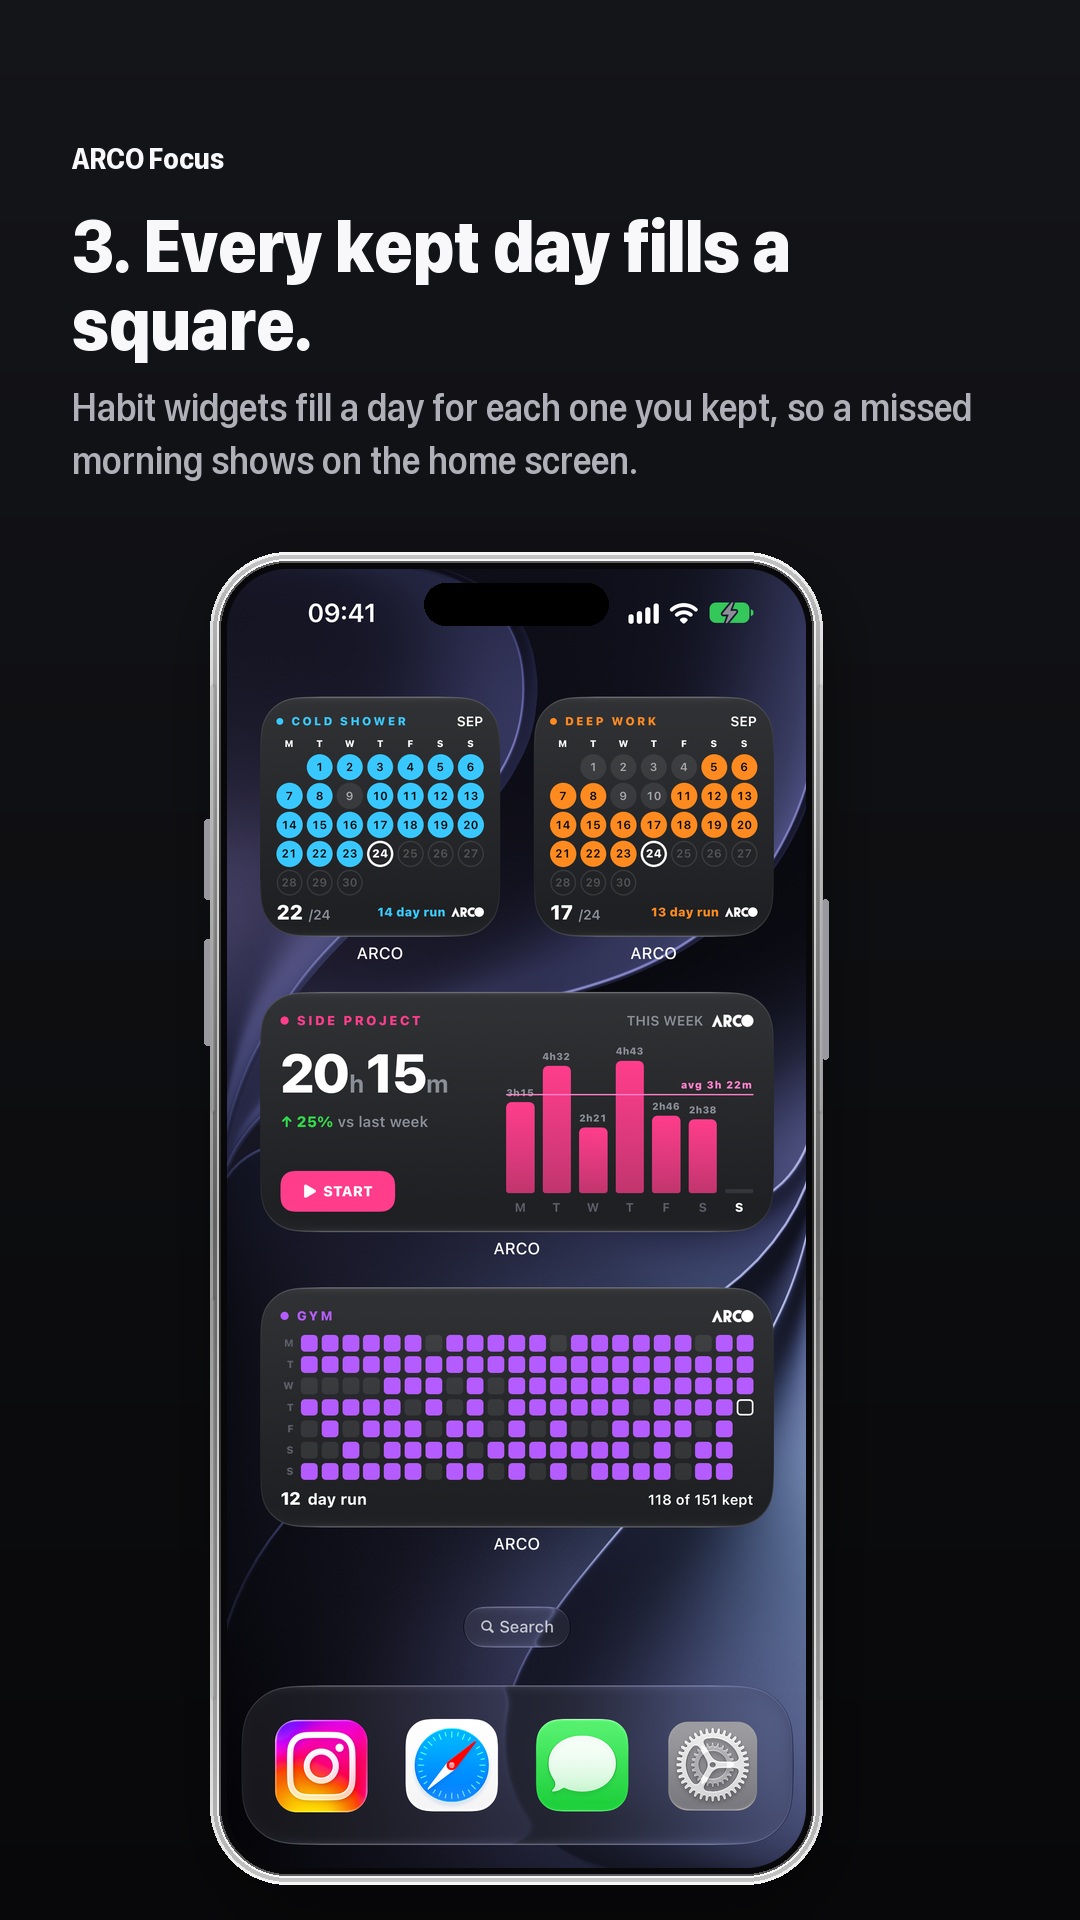 ARCO Focus
3. Every kept day fills a
square.
Habit widgets fill a day for each one you kept, so a missed
morning shows on the home screen.
09:41
COLD SHOWER SEP
M T W T F S S
1 2 3 4 5 6
7 8 9 10 11 12 13
14 15 16 17 18 19 20
21 22 23 24 25 26 27
28 29 30
22 /24 14 day run ARCO
ARCO
DEEP WORK SEP
M T W T F S S
1 2 3 4 5 6
7 8 9 10 11 12 13
14 15 16 17 18 19 20
21 22 23 24 25 26 27
28 29 30
17 /24 13 day run ARCO
ARCO
SIDE PROJECT
THIS WEEK ARCO
20h 15m
↑ 25% vs last week
START
4h32 4h43
avg 3h 22m
3h15 2h21 2h46 2h38
M T W T F S S
ARCO
GYM ARCO
M
T
W
T
F
S
S
12 day run 118 of 151 kept
ARCO
Search